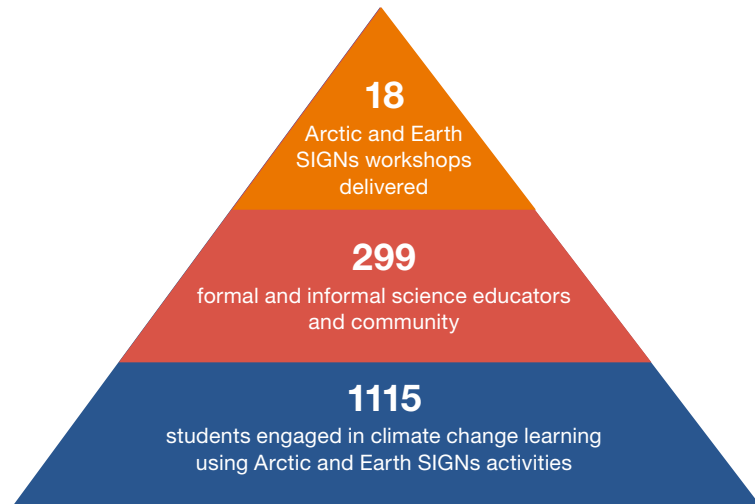 18
Arctic and Earth
SIGNs workshops
delivered
299
formal and informal science educators
and community
1115
students engaged in climate change learning
using Arctic and Earth SIGNs activities